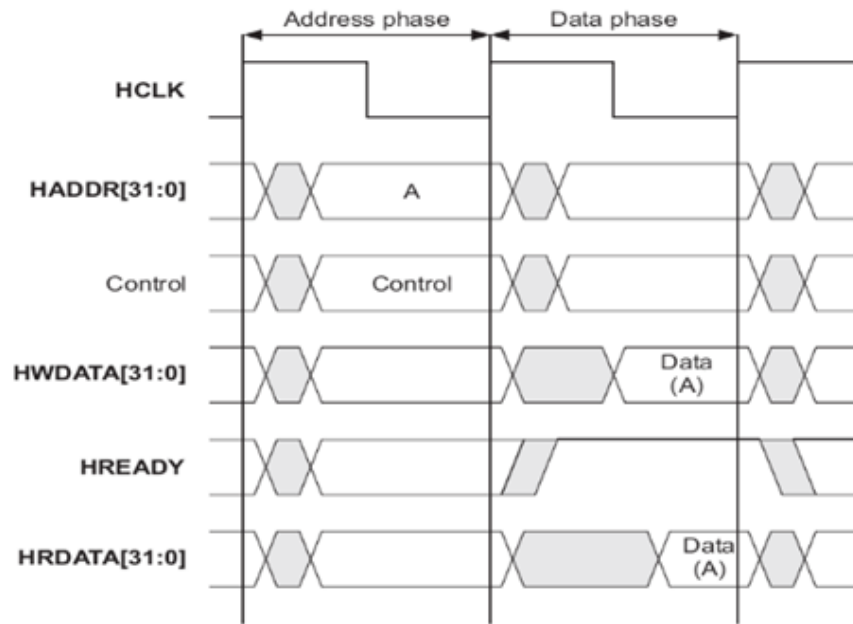 Address phase
Data phase
HCLK
HADDR[31:0]
A
Control
Control
HWDATA[31:0]
Data
(A)
HREADY
HRDATA[31:0]
Data
(A)